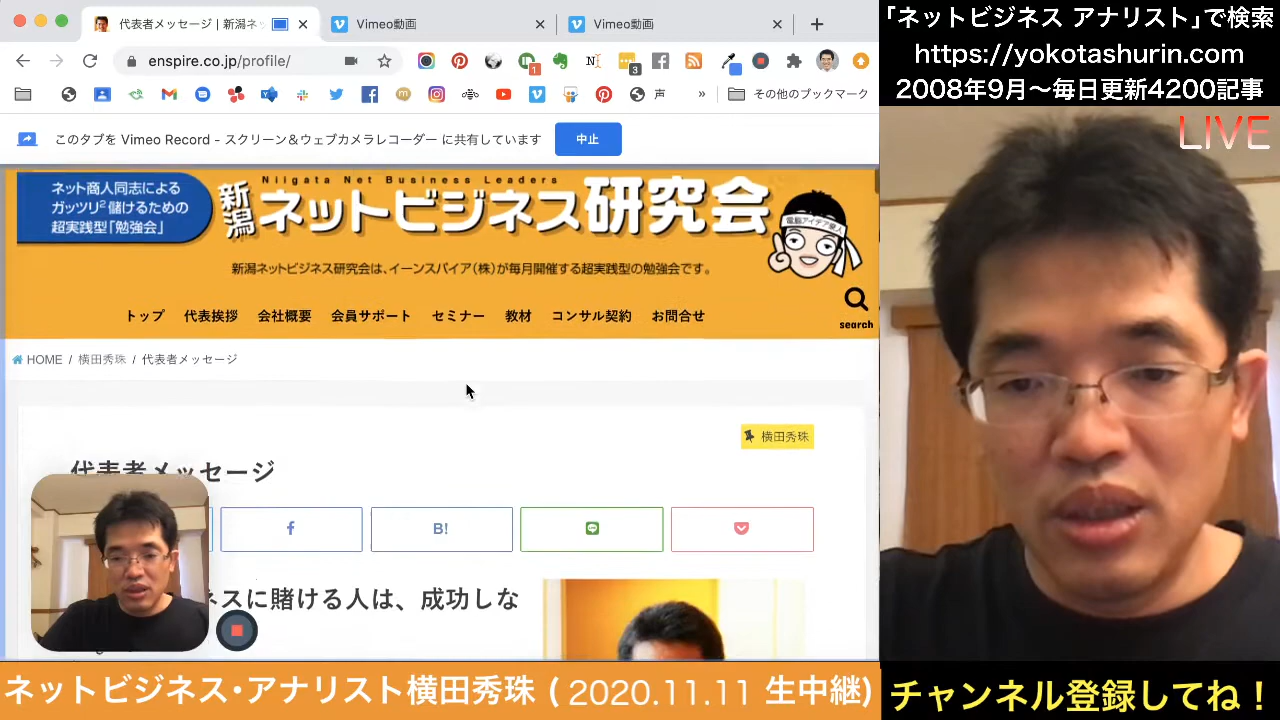 代表者メッセージ | 新潟ネッ
Vimeo動画
Vimeo動画
enspire.co.jp/profile/
声
その他のブックマーク
このタブを Vimeo Record - スクリーン＆ウェブカメラレコーダー に共有しています
中止
Niigata Net Business Leaders
ネット商人同志による
ガッツリ²儲けるための
超実践型「勉強会」
新潟ネットビジネス研究会
電脳アイデア商人
新潟ネットビジネス研究会は、イーンスパイア(株)が毎月開催する超実践型の勉強会です。
トップ 代表挨拶 会社概要 会員サポート セミナー 教材 コンサル契約 お問合せ
search
HOME / 横田秀珠 / 代表者メッセージ
横田秀珠
代表者メッセージ
B!
ネスに賭ける人は、成功しな
「ネットビジネス アナリスト」で検索
https://yokotashurin.com
2008年9月～毎日更新4200記事
LIVE
ネットビジネス・アナリスト横田秀珠 ( 2020.11.11 生中継)
チャンネル登録してね！